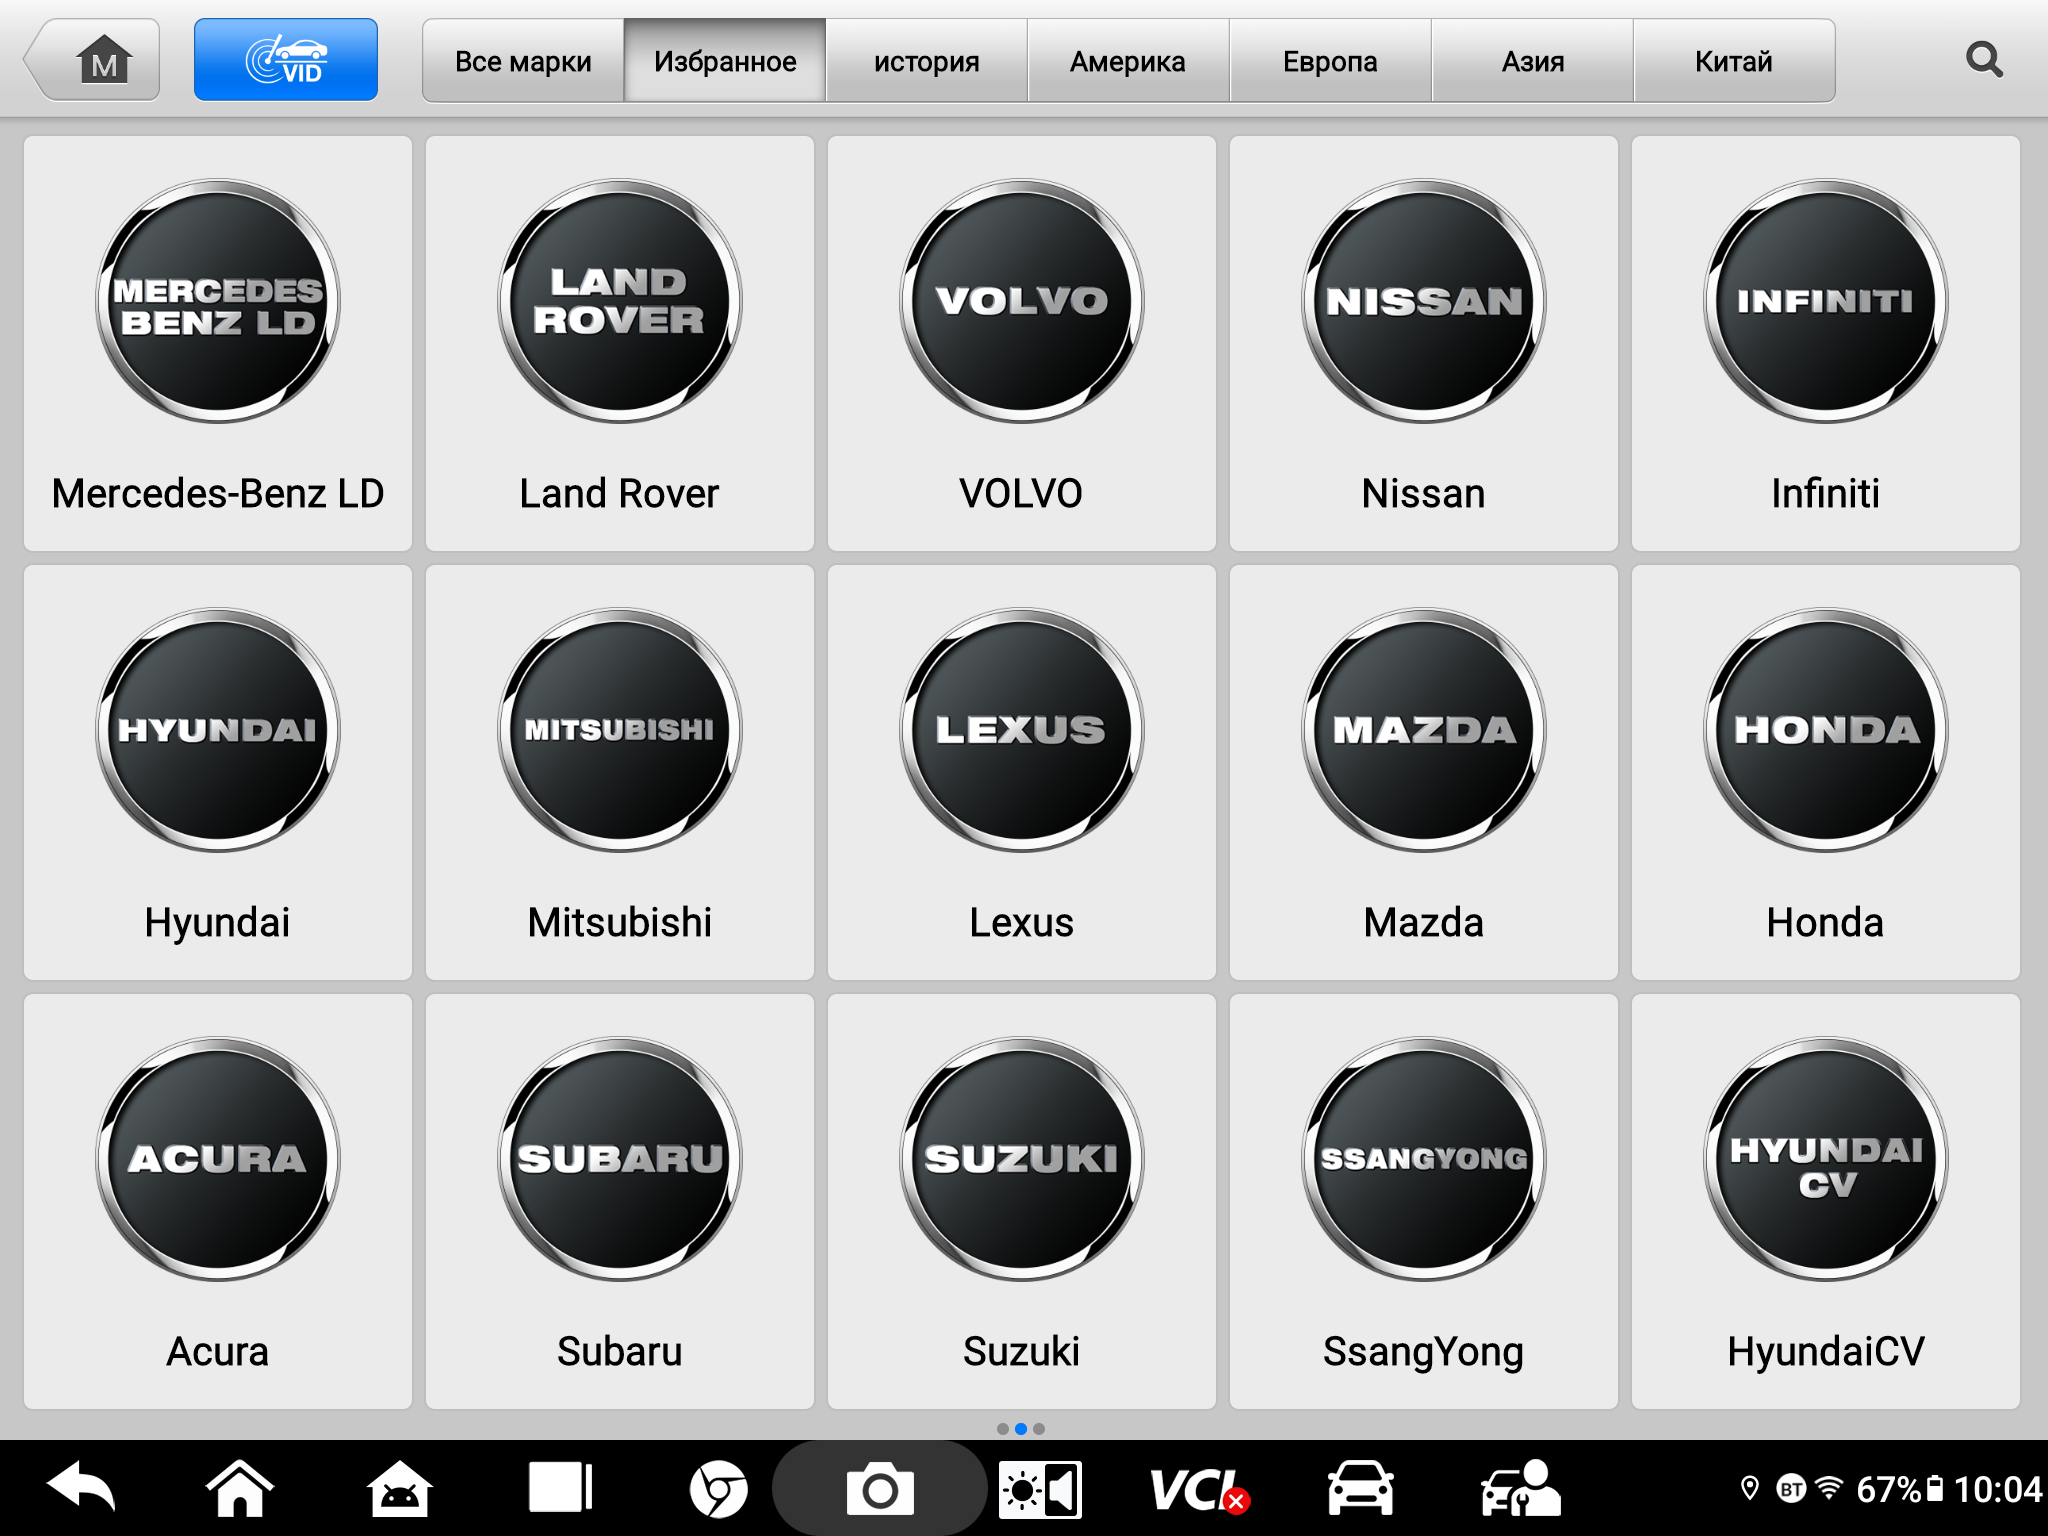 M
VID
Все марки
Избранное
история
Америка
Европа
Азия
Китай
MERCEDES
BENZ LD
LAND
ROVER
VOLVO
NISSAN
INFINITI
Mercedes-Benz LD
Land Rover
VOLVO
Nissan
Infiniti
HYUNDAI
MITSUBISHI
LEXUS
MAZDA
HONDA
Hyundai
Mitsubishi
Lexus
Mazda
Honda
ACURA
SUBARU
SUZUKI
SSANGYONG
HYUNDAI
CV
Acura
Subaru
Suzuki
SsangYong
HyundaiCV
VCI
BT
67%
10:04